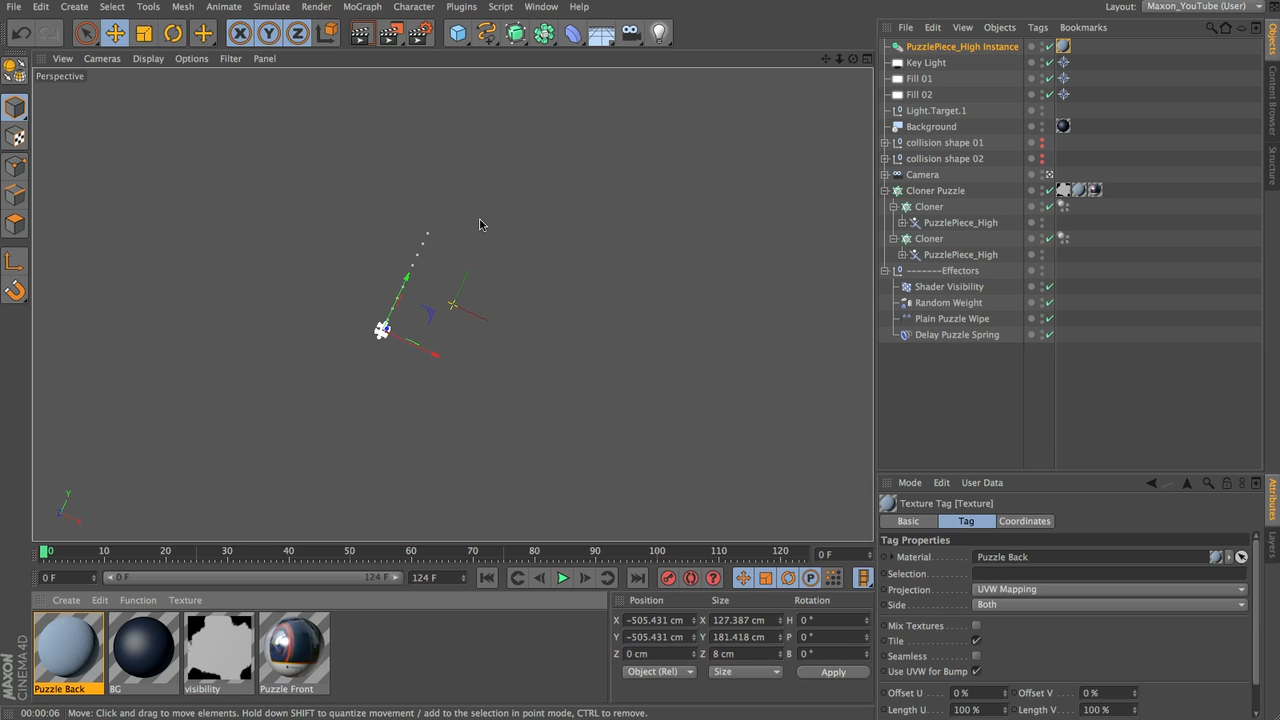 File Edit Create Select Tools Mesh Animate Simulate Render MoGraph Character Plugins Script Window Help
Layout: Maxon_YouTube (User)
File Edit View Objects Tags Bookmarks
View Cameras Display Options Filter Panel
Perspective
PuzzlePiece_High Instance
Key Light
Fill 01
Fill 02
Light.Target.1
Background
collision shape 01
collision shape 02
Camera
Cloner Puzzle
Cloner
PuzzlePiece_High
Cloner
PuzzlePiece_High
-------Effectors
Shader Visibility
Random Weight
Plain Puzzle Wipe
Delay Puzzle Spring
Objects
Content Browser
Structure
Y
Mode Edit User Data
Texture Tag [Texture]
Basic Tag Coordinates
Tag Properties
Material Puzzle Back
Selection
Projection UVW Mapping
Side Both
Mix Textures
Tile
Seamless
Use UVW for Bump
Offset U 0 % Offset V 0 %
Length U 100 % Length V 100 %
Attributes
Layers
0 10 20 30 40 50 60 70 80 90 100 110 120 0 F
0 F 0 F 124 F 124 F
Create Edit Function Texture
Puzzle Back BG visibility Puzzle Front
Position Size Rotation
X -505.431 cm X 127.387 cm H 0 °
Y -505.431 cm Y 181.418 cm P 0 °
Z 0 cm Z 8 cm B 0 °
Object (Rel) Size Apply
MAXON
CINEMA 4D
00:00:06 Move: Click and drag to move elements. Hold down SHIFT to quantize movement / add to the selection in point mode, CTRL to remove.